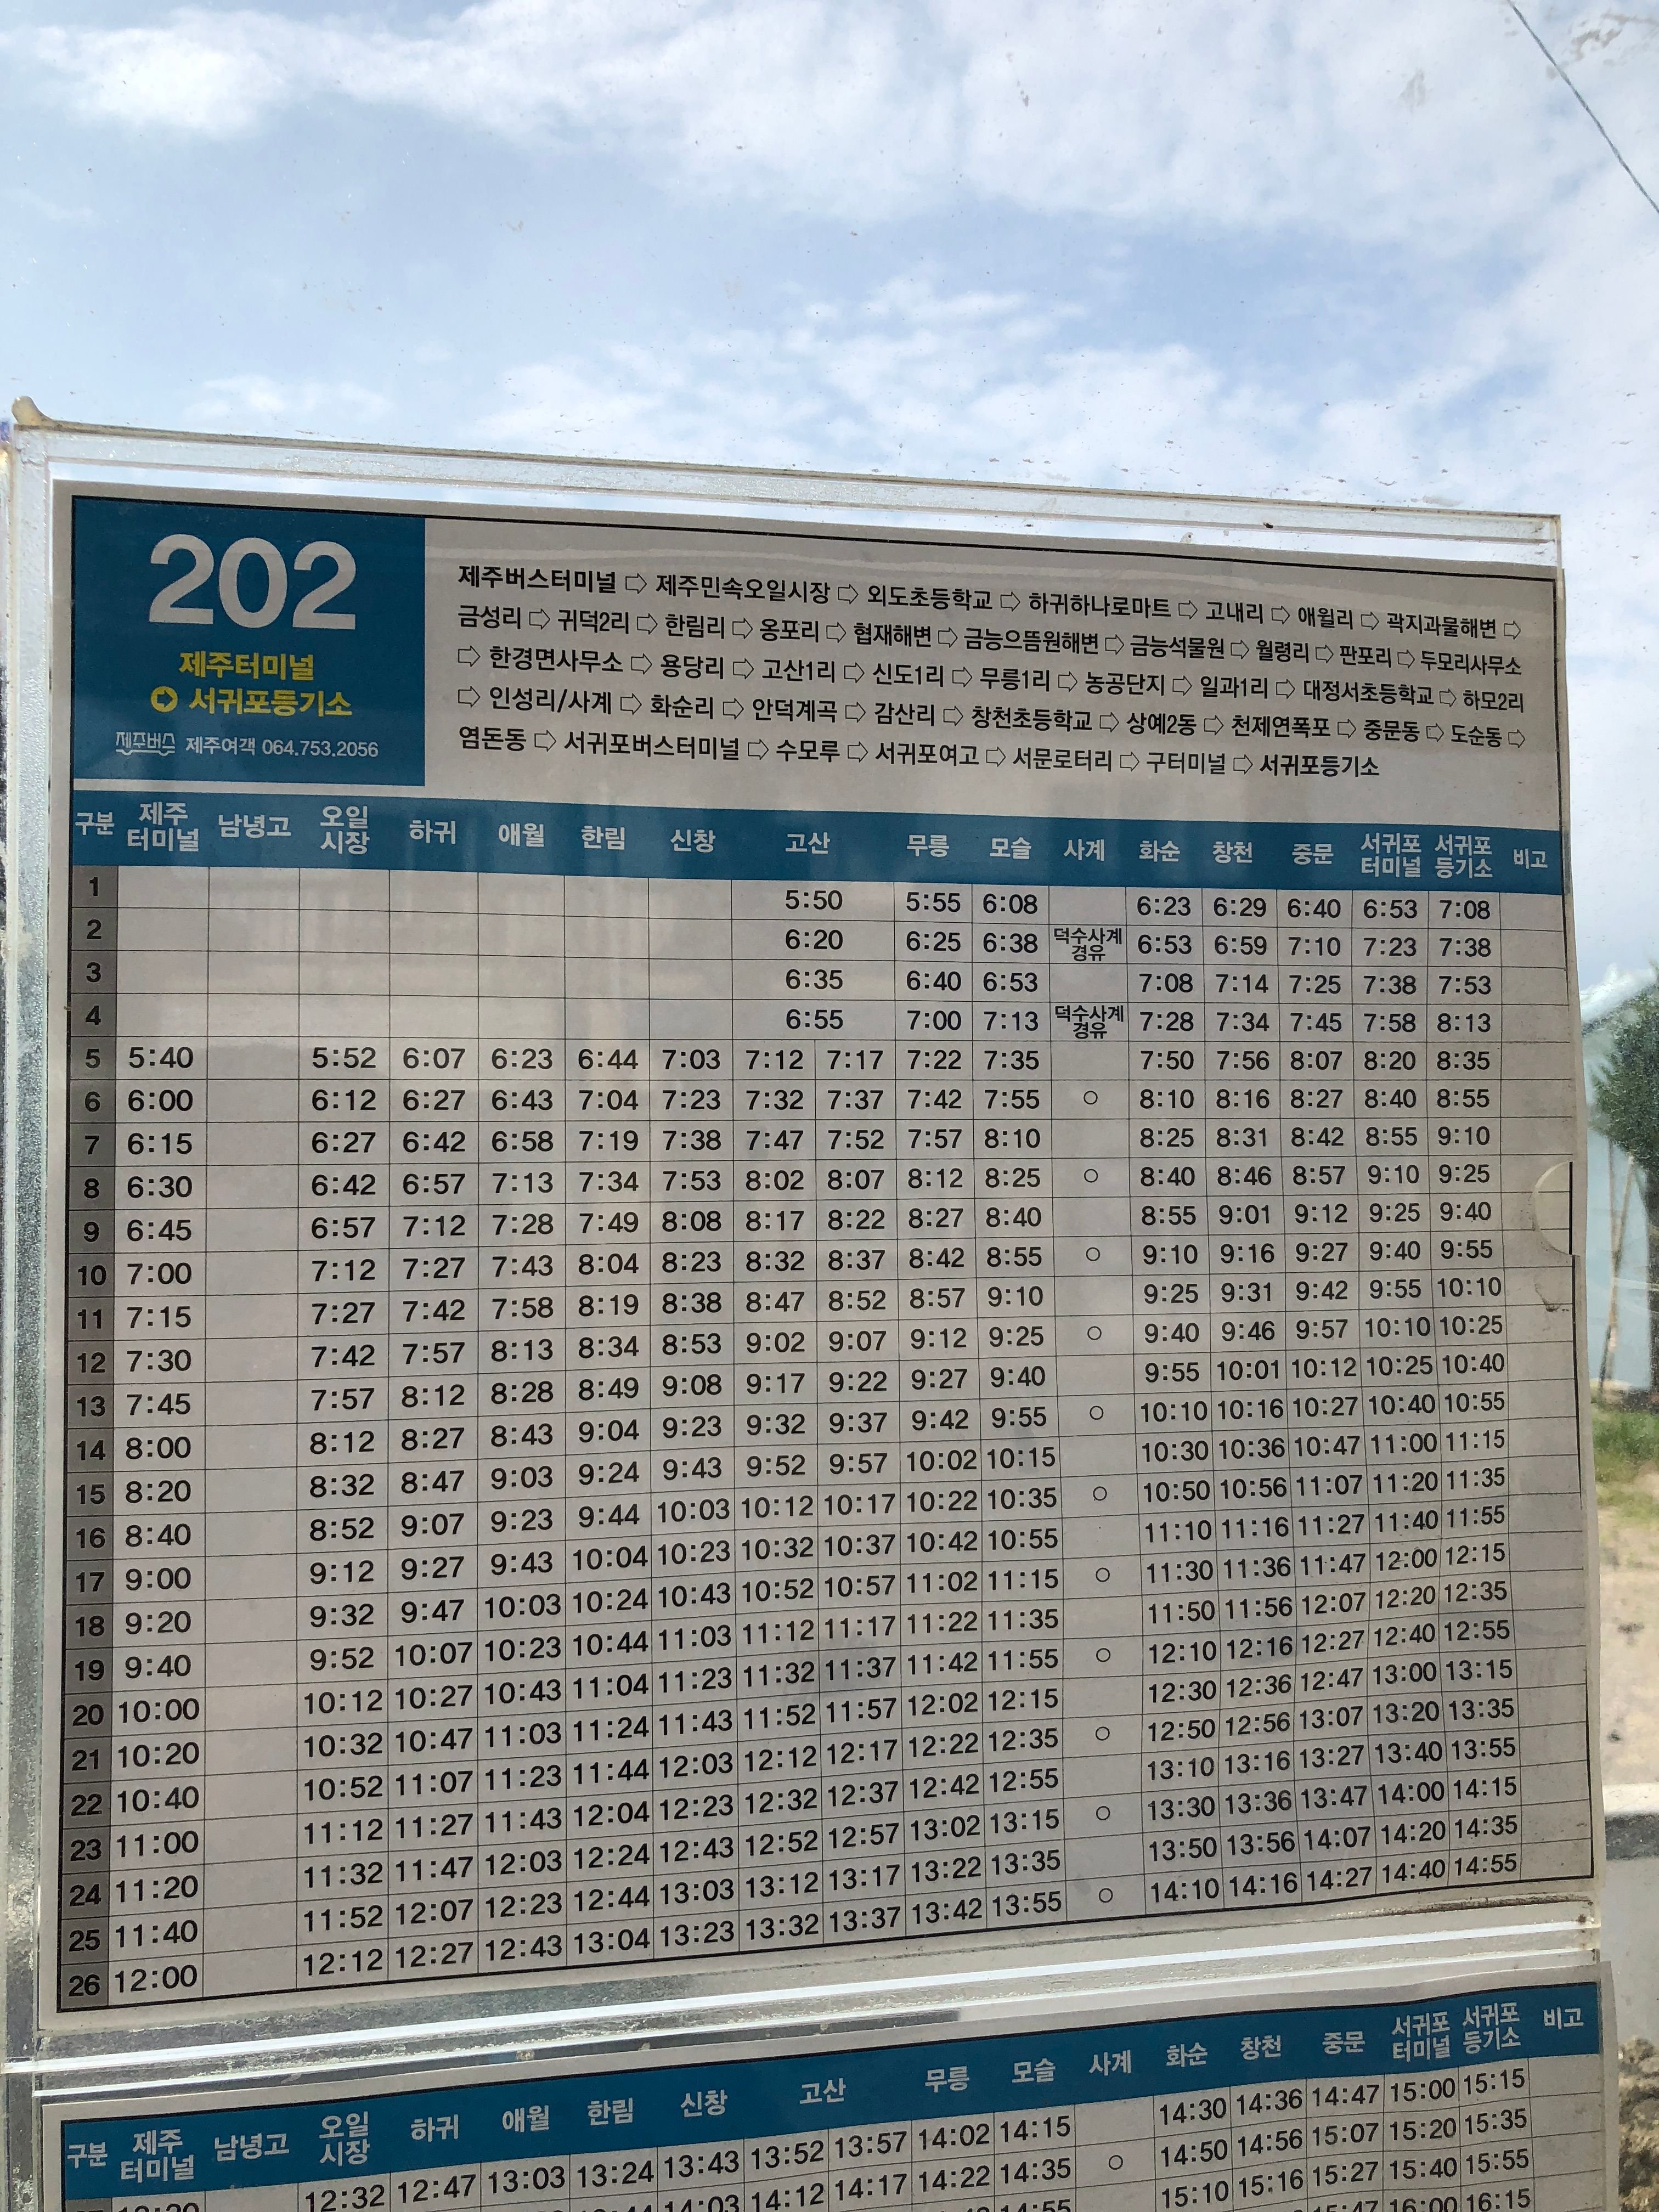 202
제주터미널
➲ 서귀포등기소
제주버스 제주여객 064.753.2056
제주버스터미널 ⇨ 제주민속오일시장 ⇨ 외도초등학교 ⇨ 하귀하나로마트 ⇨ 고내리 ⇨ 애월리 ⇨ 곽지과물해변 ⇨
금성리 ⇨ 귀덕2리 ⇨ 한림리 ⇨ 옹포리 ⇨ 협재해변 ⇨ 금능으뜸원해변 ⇨ 금능석물원 ⇨ 월령리 ⇨ 판포리 ⇨ 두모리사무소
⇨ 한경면사무소 ⇨ 용당리 ⇨ 고산1리 ⇨ 신도1리 ⇨ 무릉1리 ⇨ 농공단지 ⇨ 일과1리 ⇨ 대정서초등학교 ⇨ 하모2리
⇨ 인성리/사계 ⇨ 화순리 ⇨ 안덕계곡 ⇨ 감산리 ⇨ 창천초등학교 ⇨ 상예2동 ⇨ 천제연폭포 ⇨ 중문동 ⇨ 도순동 ⇨
염돈동 ⇨ 서귀포버스터미널 ⇨ 수모루 ⇨ 서귀포여고 ⇨ 서문로터리 ⇨ 구터미널 ⇨ 서귀포등기소
구분 제주터미널 남녕고 오일시장 하귀 애월 한림 신창 고산 무릉 모슬 사계 화순 창천 중문 서귀포터미널 서귀포등기소 비고
1 5:50 5:55 6:08 6:23 6:29 6:40 6:53 7:08
2 6:20 6:25 6:38 덕수사계경유 6:53 6:59 7:10 7:23 7:38
3 6:35 6:40 6:53 7:08 7:14 7:25 7:38 7:53
4 6:55 7:00 7:13 덕수사계경유 7:28 7:34 7:45 7:58 8:13
5 5:40 5:52 6:07 6:23 6:44 7:03 7:12 7:17 7:22 7:35 7:50 7:56 8:07 8:20 8:35
6 6:00 6:12 6:27 6:43 7:04 7:23 7:32 7:37 7:42 7:55 ○ 8:10 8:16 8:27 8:40 8:55
7 6:15 6:27 6:42 6:58 7:19 7:38 7:47 7:52 7:57 8:10 8:25 8:31 8:42 8:55 9:10
8 6:30 6:42 6:57 7:13 7:34 7:53 8:02 8:07 8:12 8:25 ○ 8:40 8:46 8:57 9:10 9:25
9 6:45 6:57 7:12 7:28 7:49 8:08 8:17 8:22 8:27 8:40 8:55 9:01 9:12 9:25 9:40
10 7:00 7:12 7:27 7:43 8:04 8:23 8:32 8:37 8:42 8:55 ○ 9:10 9:16 9:27 9:40 9:55
11 7:15 7:27 7:42 7:58 8:19 8:38 8:47 8:52 8:57 9:10 9:25 9:31 9:42 9:55 10:10
12 7:30 7:42 7:57 8:13 8:34 8:53 9:02 9:07 9:12 9:25 ○ 9:40 9:46 9:57 10:10 10:25
13 7:45 7:57 8:12 8:28 8:49 9:08 9:17 9:22 9:27 9:40 9:55 10:01 10:12 10:25 10:40
14 8:00 8:12 8:27 8:43 9:04 9:23 9:32 9:37 9:42 9:55 ○ 10:10 10:16 10:27 10:40 10:55
15 8:20 8:32 8:47 9:03 9:24 9:43 9:52 9:57 10:02 10:15 10:30 10:36 10:47 11:00 11:15
16 8:40 8:52 9:07 9:23 9:44 10:03 10:12 10:17 10:22 10:35 ○ 10:50 10:56 11:07 11:20 11:35
17 9:00 9:12 9:27 9:43 10:04 10:23 10:32 10:37 10:42 10:55 11:10 11:16 11:27 11:40 11:55
18 9:20 9:32 9:47 10:03 10:24 10:43 10:52 10:57 11:02 11:15 ○ 11:30 11:36 11:47 12:00 12:15
19 9:40 9:52 10:07 10:23 10:44 11:03 11:12 11:17 11:22 11:35 11:50 11:56 12:07 12:20 12:35
20 10:00 10:12 10:27 10:43 11:04 11:23 11:32 11:37 11:42 11:55 ○ 12:10 12:16 12:27 12:40 12:55
21 10:20 10:32 10:47 11:03 11:24 11:43 11:52 11:57 12:02 12:15 12:30 12:36 12:47 13:00 13:15
22 10:40 10:52 11:07 11:23 11:44 12:03 12:12 12:17 12:22 12:35 ○ 12:50 12:56 13:07 13:20 13:35
23 11:00 11:12 11:27 11:43 12:04 12:23 12:32 12:37 12:42 12:55 13:10 13:16 13:27 13:40 13:55
24 11:20 11:32 11:47 12:03 12:24 12:43 12:52 12:57 13:02 13:15 ○ 13:30 13:36 13:47 14:00 14:15
25 11:40 11:52 12:07 12:23 12:44 13:03 13:12 13:17 13:22 13:35 13:50 13:56 14:07 14:20 14:35
26 12:00 12:12 12:27 12:43 13:04 13:23 13:32 13:37 13:42 13:55 ○ 14:10 14:16 14:27 14:40 14:55
구분 제주터미널 남녕고 오일시장 하귀 애월 한림 신창 고산 무릉 모슬 사계 화순 창천 중문 서귀포터미널 서귀포등기소 비고
12:32 12:47 13:03 13:24 13:43 13:52 13:57 14:02 14:15 14:30 14:36 14:47 15:00 15:15
14:03 14:12 14:17 14:22 14:35 ○ 14:50 14:56 15:07 15:20 15:35
15:10 15:16 15:27 15:40 15:55
16:00 16:15